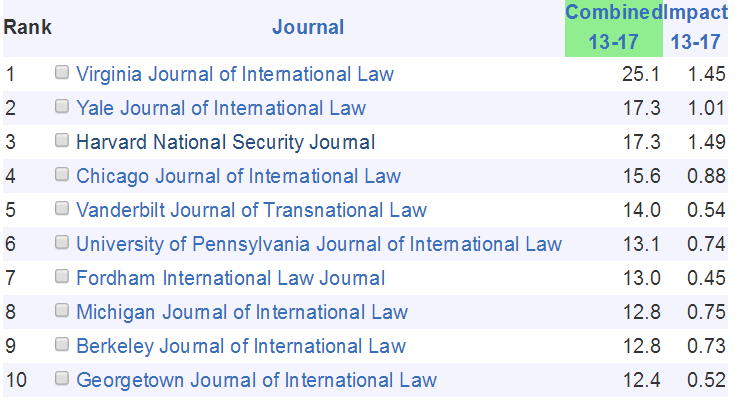 Rank Journal Combined 13-17 Impact 13-17
1 Virginia Journal of International Law 25.1 1.45
2 Yale Journal of International Law 17.3 1.01
3 Harvard National Security Journal 17.3 1.49
4 Chicago Journal of International Law 15.6 0.88
5 Vanderbilt Journal of Transnational Law 14.0 0.54
6 University of Pennsylvania Journal of International Law 13.1 0.74
7 Fordham International Law Journal 13.0 0.45
8 Michigan Journal of International Law 12.8 0.75
9 Berkeley Journal of International Law 12.8 0.73
10 Georgetown Journal of International Law 12.4 0.52